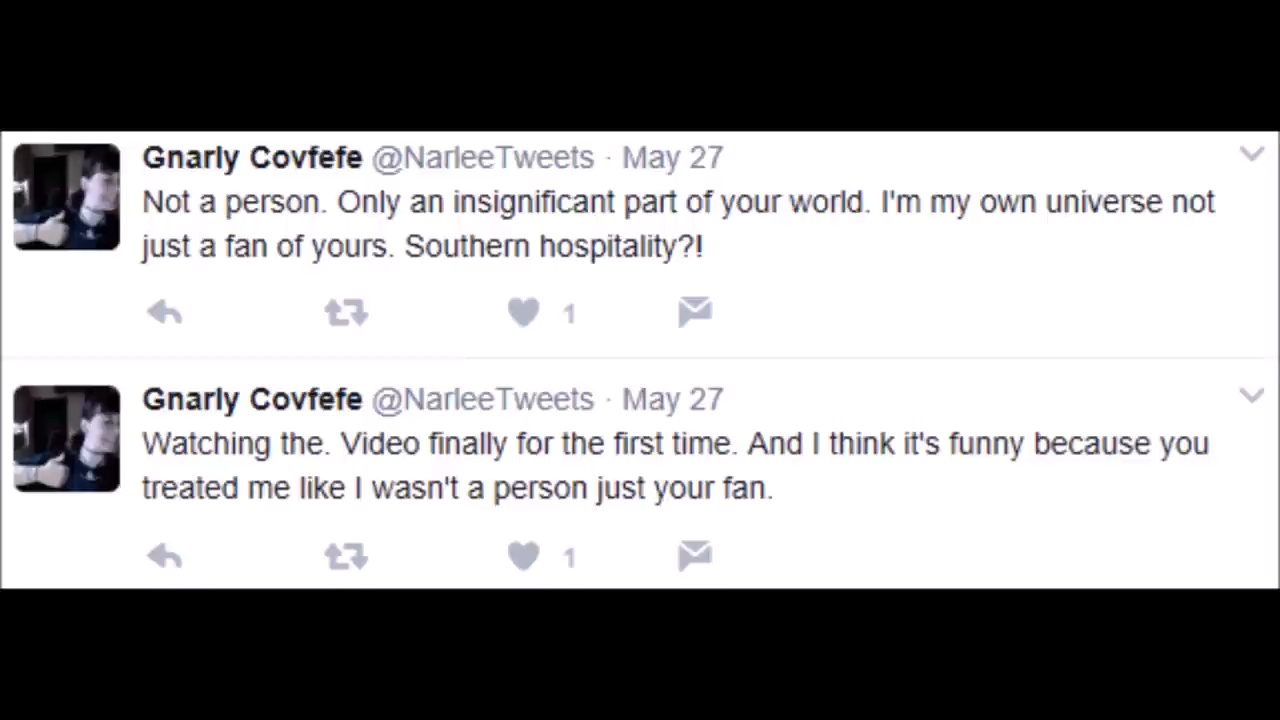 Gnarly Covfefe @NarleeTweets · May 27
Not a person. Only an insignificant part of your world. I'm my own universe not
just a fan of yours. Southern hospitality?!
1
Gnarly Covfefe @NarleeTweets · May 27
Watching the. Video finally for the first time. And I think it's funny because you
treated me like I wasn't a person just your fan.
1